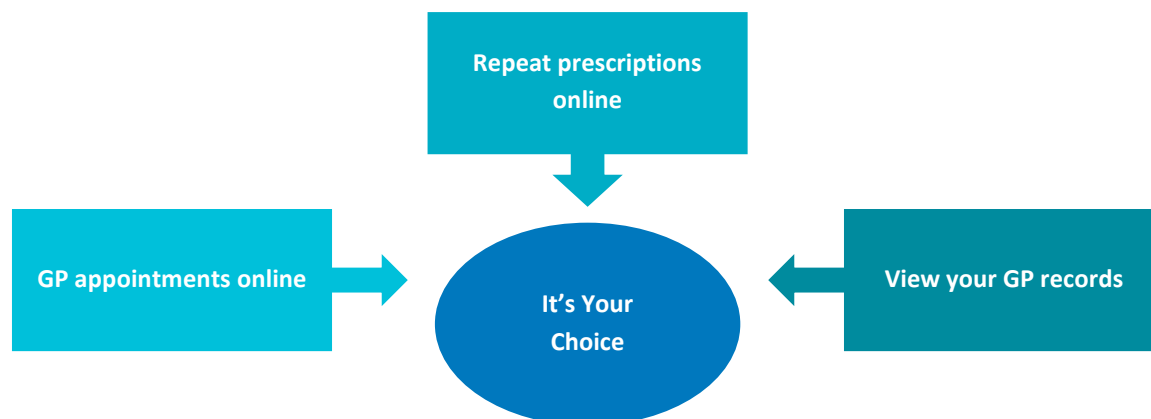 Repeat prescriptions
online
GP appointments online
It’s Your
Choice
View your GP records